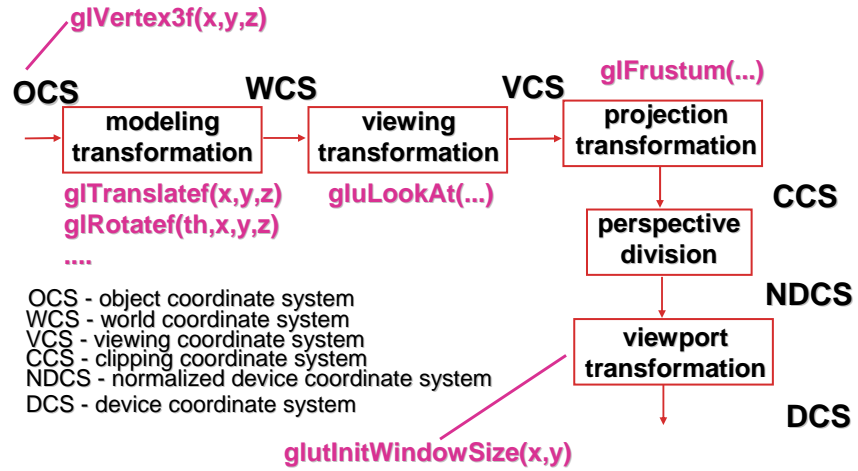 glVertex3f(x,y,z)
OCS
WCS
VCS
glFrustum(...)
modeling
transformation
viewing
transformation
projection
transformation
glTranslatef(x,y,z)
glRotatef(th,x,y,z)
....
gluLookAt(...)
CCS
perspective
division
NDCS
OCS - object coordinate system
WCS - world coordinate system
VCS - viewing coordinate system
CCS - clipping coordinate system
NDCS - normalized device coordinate system
DCS - device coordinate system
viewport
transformation
DCS
glutInitWindowSize(x,y)